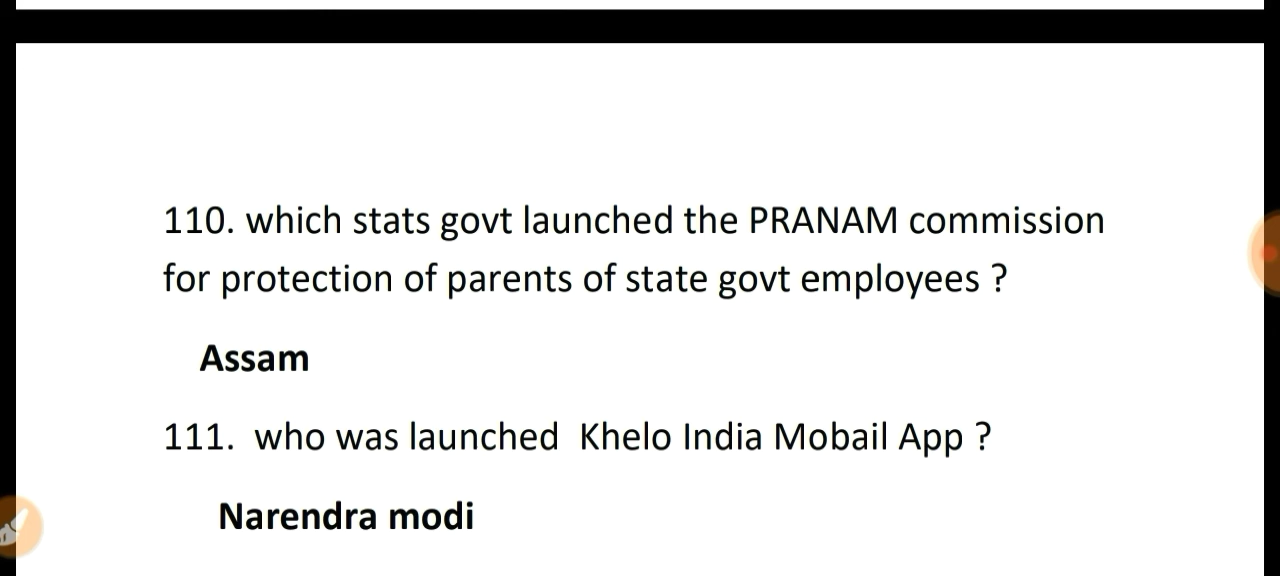 110. which stats govt launched the PRANAM commission
for protection of parents of state govt employees ?
Assam
111. who was launched Khelo India Mobail App ?
Narendra modi